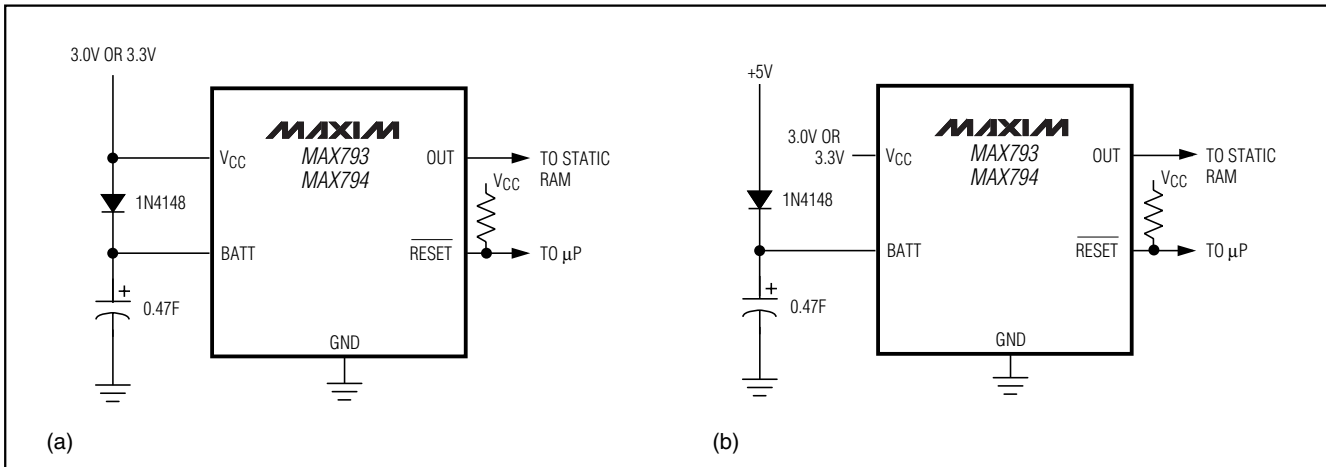 3.0V OR 3.3V
VCC
1N4148
BATT
0.47F
MAXIM
MAX793
MAX794
OUT
TO STATIC
RAM
VCC
RESET
TO µP
GND
(a)
+5V
3.0V OR
3.3V
VCC
1N4148
BATT
0.47F
MAXIM
MAX793
MAX794
OUT
TO STATIC
RAM
VCC
RESET
TO µP
GND
(b)